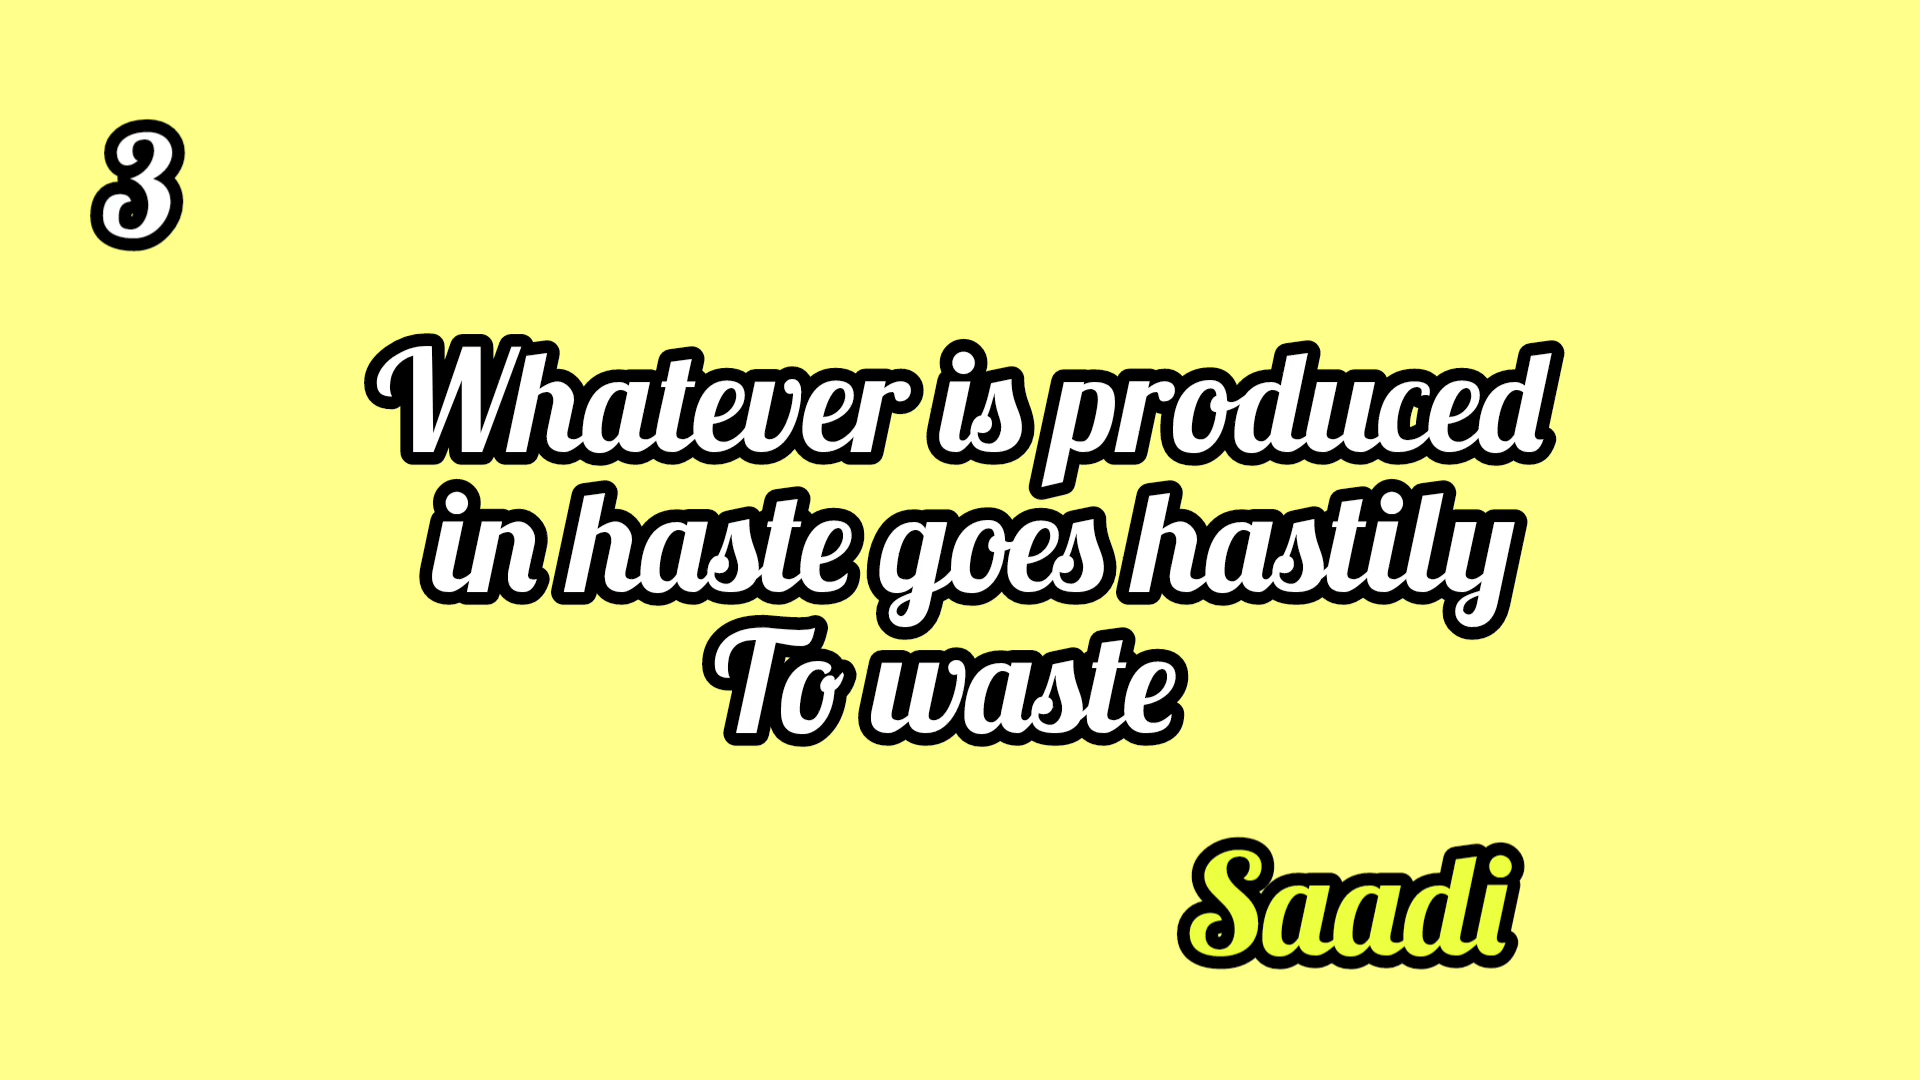 3
Whatever is produced
in haste goes hastily
To waste
Saadi